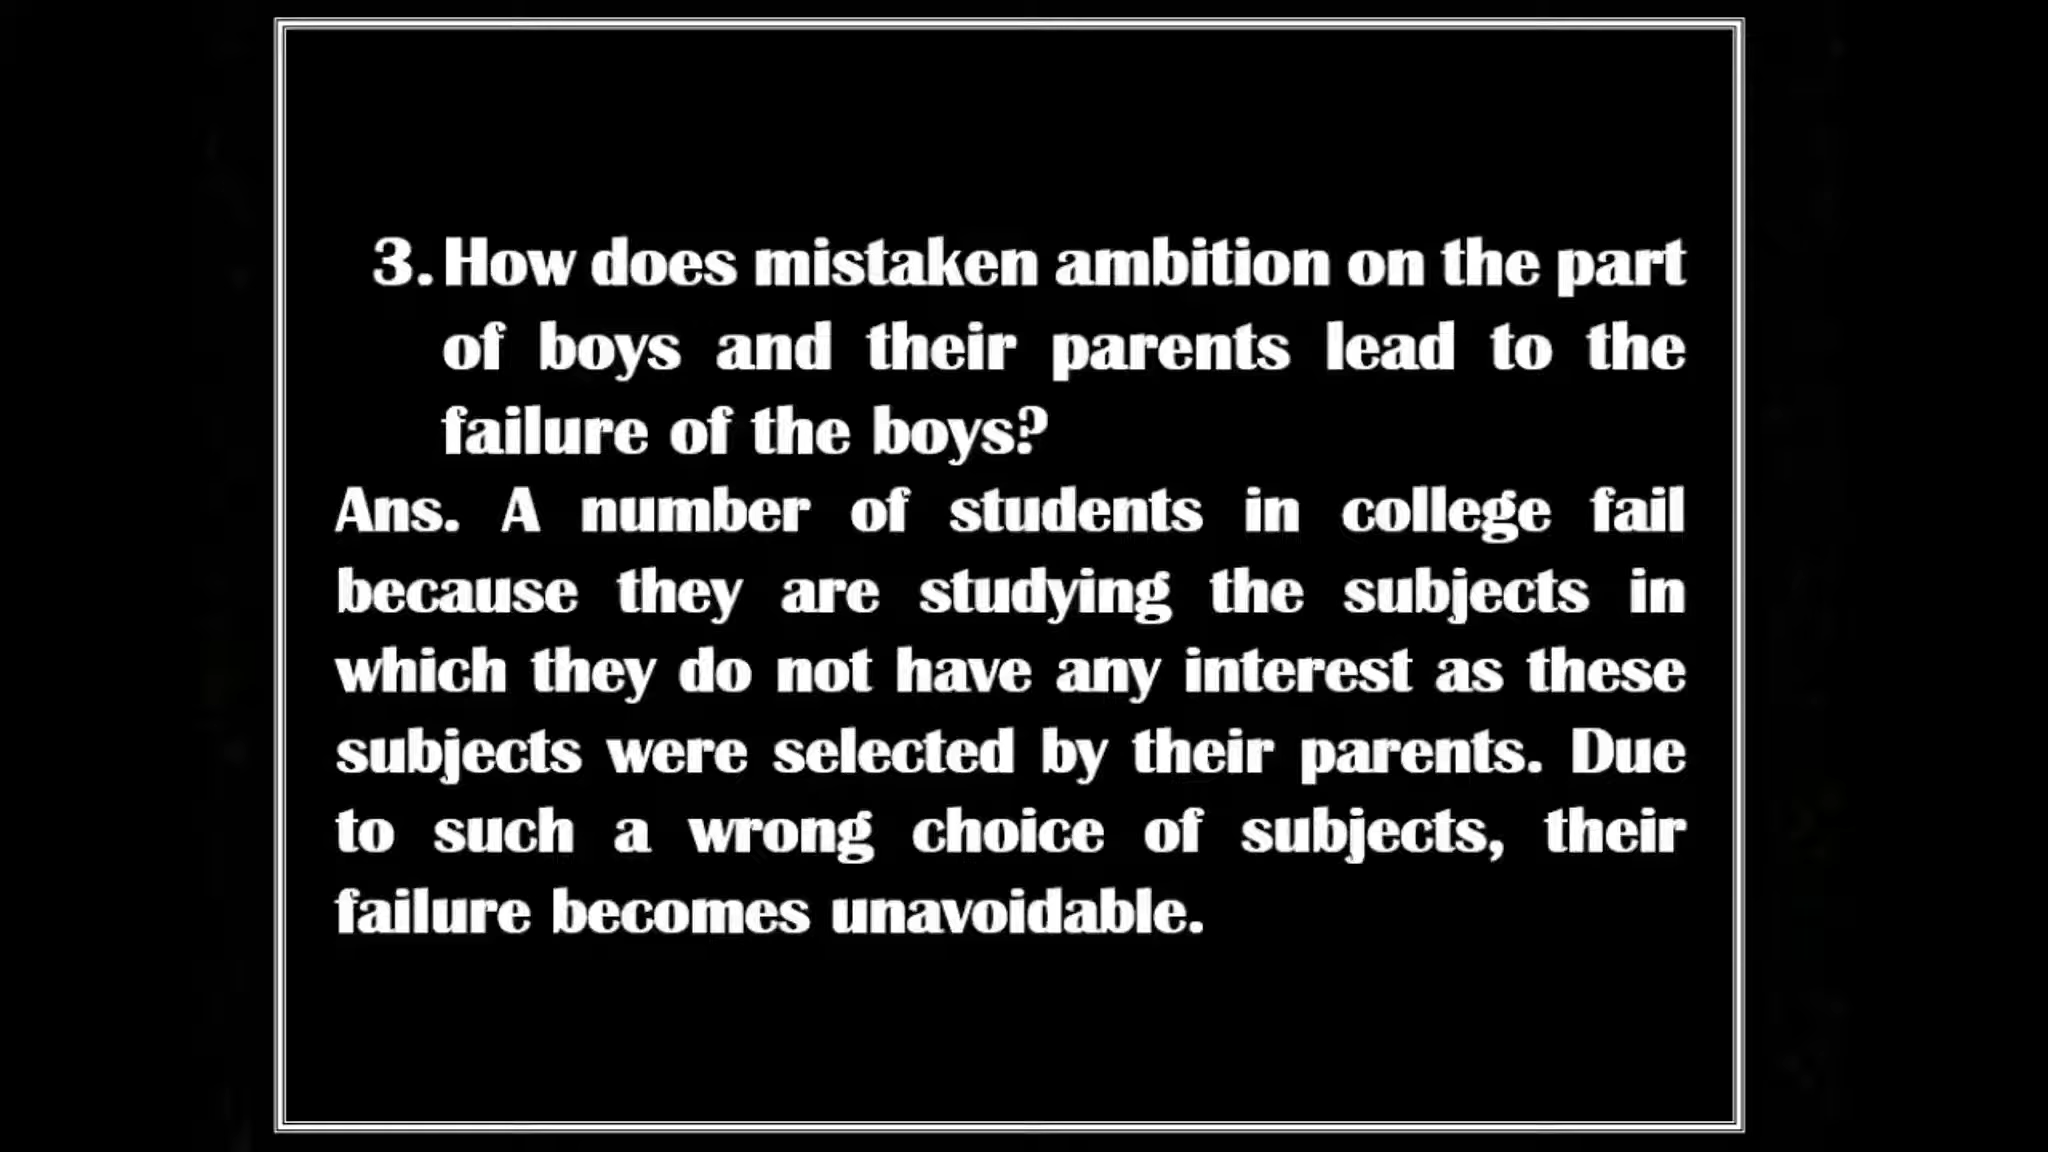 3. How does mistaken ambition on the part
of boys and their parents lead to the
failure of the boys?
Ans. A number of students in college fail
because they are studying the subjects in
which they do not have any interest as these
subjects were selected by their parents. Due
to such a wrong choice of subjects, their
failure becomes unavoidable.